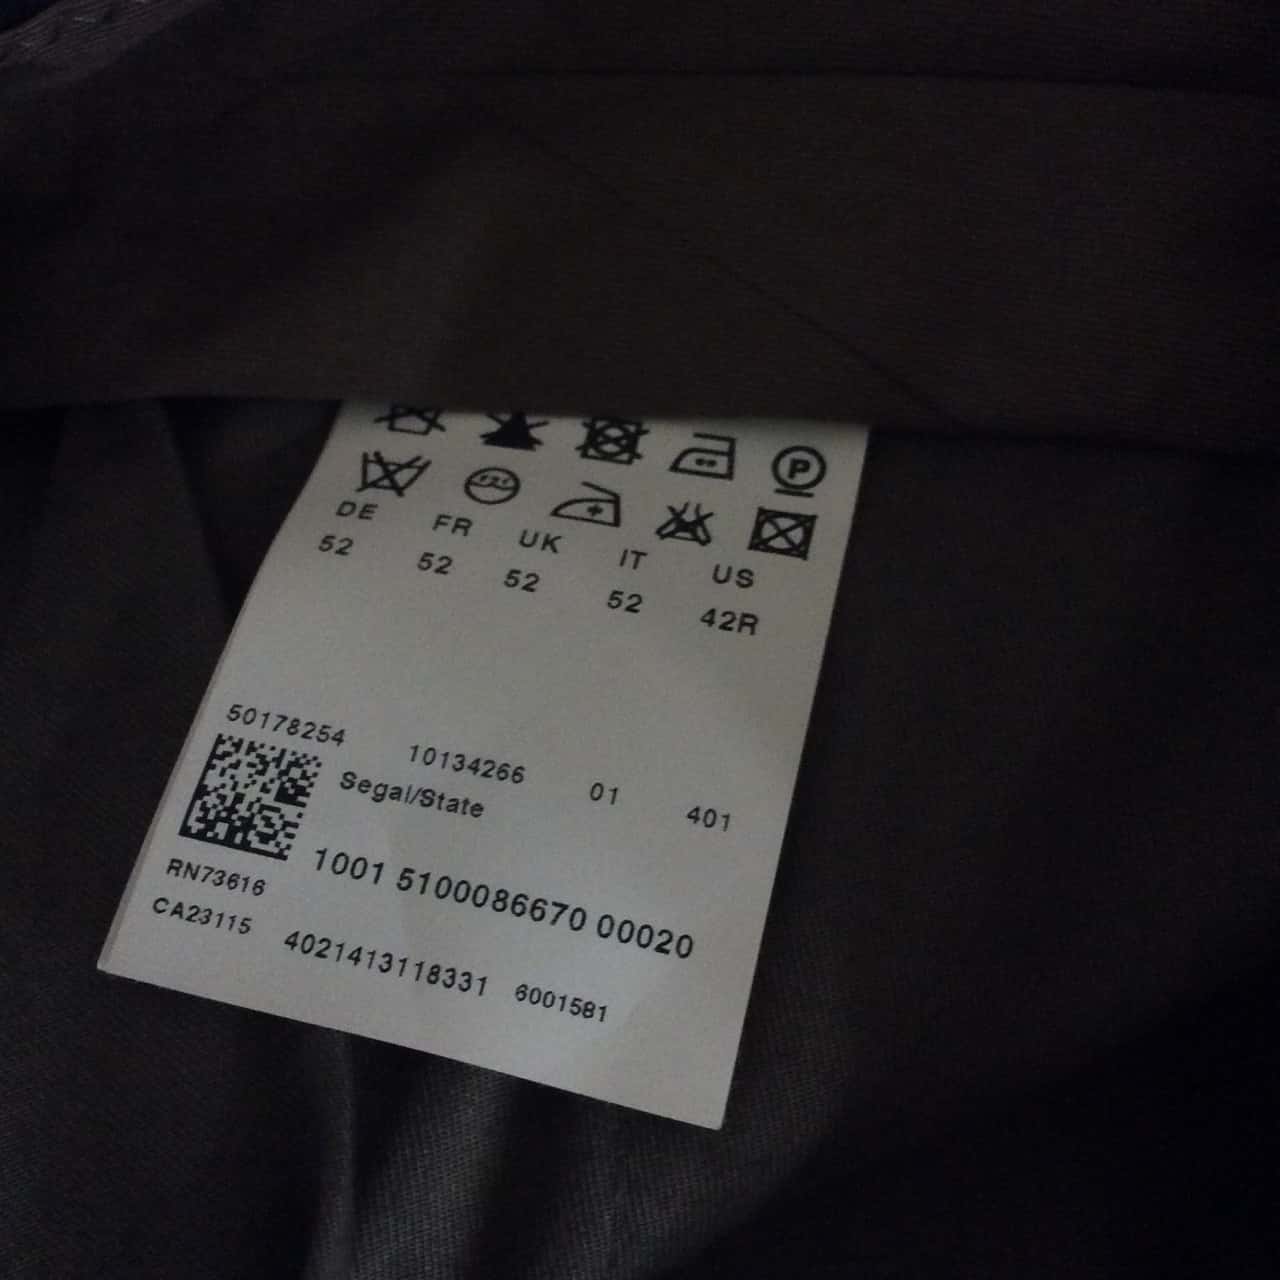 P
DE FR UK IT US
52 52 52 52 42R
50178254 10134266 01 401
Segal/State
1001 5100086670 00020
RN73616
CA23115 4021413118331 6001581